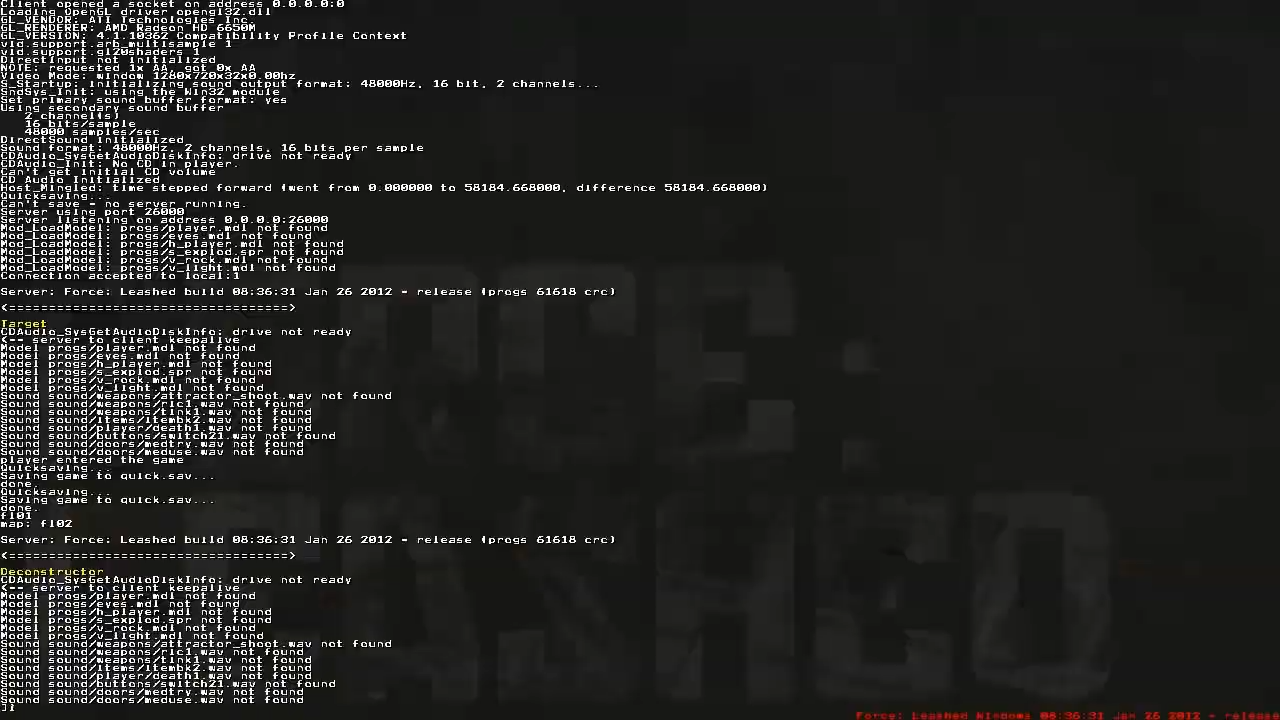 Client opened a socket on address 0.0.0.0:0
Loading OpenGL driver opengl32.dll
GL_VENDOR: ATI Technologies Inc.
GL_RENDERER: AMD Radeon HD 6650M
GL_VERSION: 4.1.10362 Compatibility Profile Context
vid.support.arb_multisample 1
vid.support.gl20shaders 1
DirectInput not initialized
NOTE: requested 1x AA, got 0x AA
Video Mode: window 1280x720x32x0.00hz
S_Startup: initializing sound output format: 48000Hz, 16 bit, 2 channels...
SndSys_Init: using the Win32 module
Set primary sound buffer format: yes
Using secondary sound buffer
2 channel(s)
16 bits/sample
48000 samples/sec
DirectSound initialized
Sound format: 48000Hz, 2 channels, 16 bits per sample
CDAudio_SysGetAudioDiskInfo: drive not ready
CDAudio_Init: No CD in player.
Can't get initial CD volume
CD Audio Initialized
Host_Mingled: time stepped forward (went from 0.000000 to 58184.668000, difference 58184.668000)
Quicksaving...
Can't save - no server running.
Server using port 26000
Server listening on address 0.0.0.0:26000
Mod_LoadModel: progs/player.mdl not found
Mod_LoadModel: progs/eyes.mdl not found
Mod_LoadModel: progs/h_player.mdl not found
Mod_LoadModel: progs/s_explod.spr not found
Mod_LoadModel: progs/v_rock.mdl not found
Mod_LoadModel: progs/v_light.mdl not found
Connection accepted to local:1
Server: Force: Leashed build 08:36:31 Jan 26 2012 - release (progs 61618 crc)
<===================================>
Target
CDAudio_SysGetAudioDiskInfo: drive not ready
<-- server to client keepalive
Model progs/player.mdl not found
Model progs/eyes.mdl not found
Model progs/h_player.mdl not found
Model progs/s_explod.spr not found
Model progs/v_rock.mdl not found
Model progs/v_light.mdl not found
Sound sound/weapons/attractor_shoot.wav not found
Sound sound/weapons/ric1.wav not found
Sound sound/weapons/tink1.wav not found
Sound sound/items/itembk2.wav not found
Sound sound/player/death1.wav not found
Sound sound/buttons/switch21.wav not found
Sound sound/doors/medtry.wav not found
Sound sound/doors/meduse.wav not found
player entered the game
Quicksaving...
Saving game to quick.sav...
done.
Quicksaving...
Saving game to quick.sav...
done.
fl01
map: fl02
Server: Force: Leashed build 08:36:31 Jan 26 2012 - release (progs 61618 crc)
<===================================>
Deconstructor
CDAudio_SysGetAudioDiskInfo: drive not ready
<-- server to client keepalive
Model progs/player.mdl not found
Model progs/eyes.mdl not found
Model progs/h_player.mdl not found
Model progs/s_explod.spr not found
Model progs/v_rock.mdl not found
Model progs/v_light.mdl not found
Sound sound/weapons/attractor_shoot.wav not found
Sound sound/weapons/ric1.wav not found
Sound sound/weapons/tink1.wav not found
Sound sound/items/itembk2.wav not found
Sound sound/player/death1.wav not found
Sound sound/buttons/switch21.wav not found
Sound sound/doors/medtry.wav not found
Sound sound/doors/meduse.wav not found
Force: Leashed Windows 08:36:31 Jan 26 2012 - release